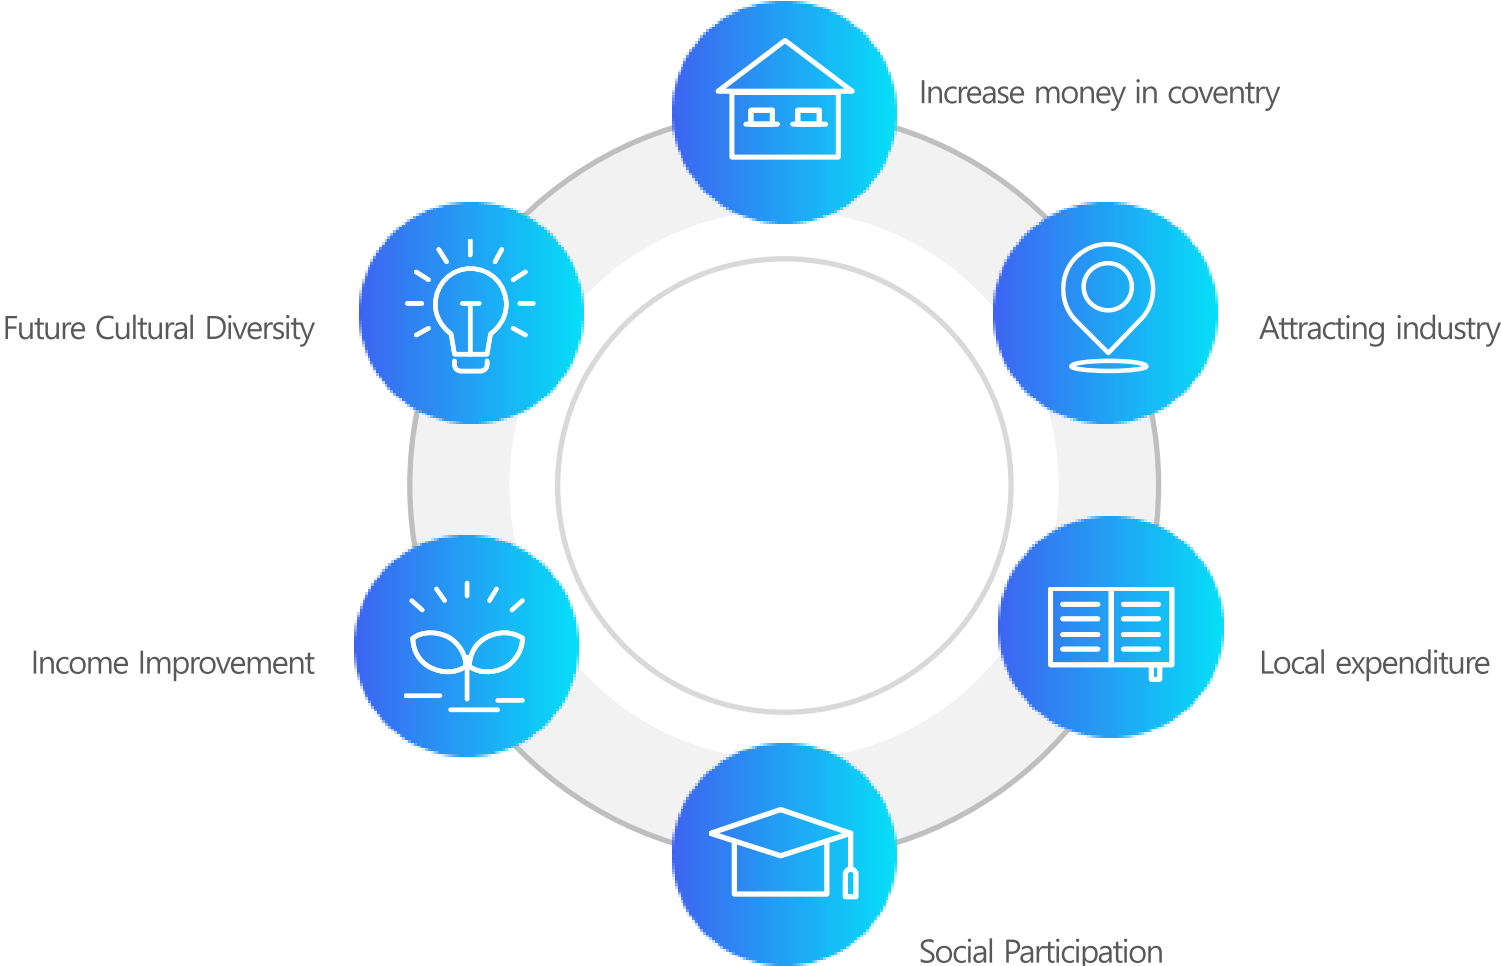 Increase money in coventry
Future Cultural Diversity
Attracting industry
Income Improvement
Local expenditure
Social Participation